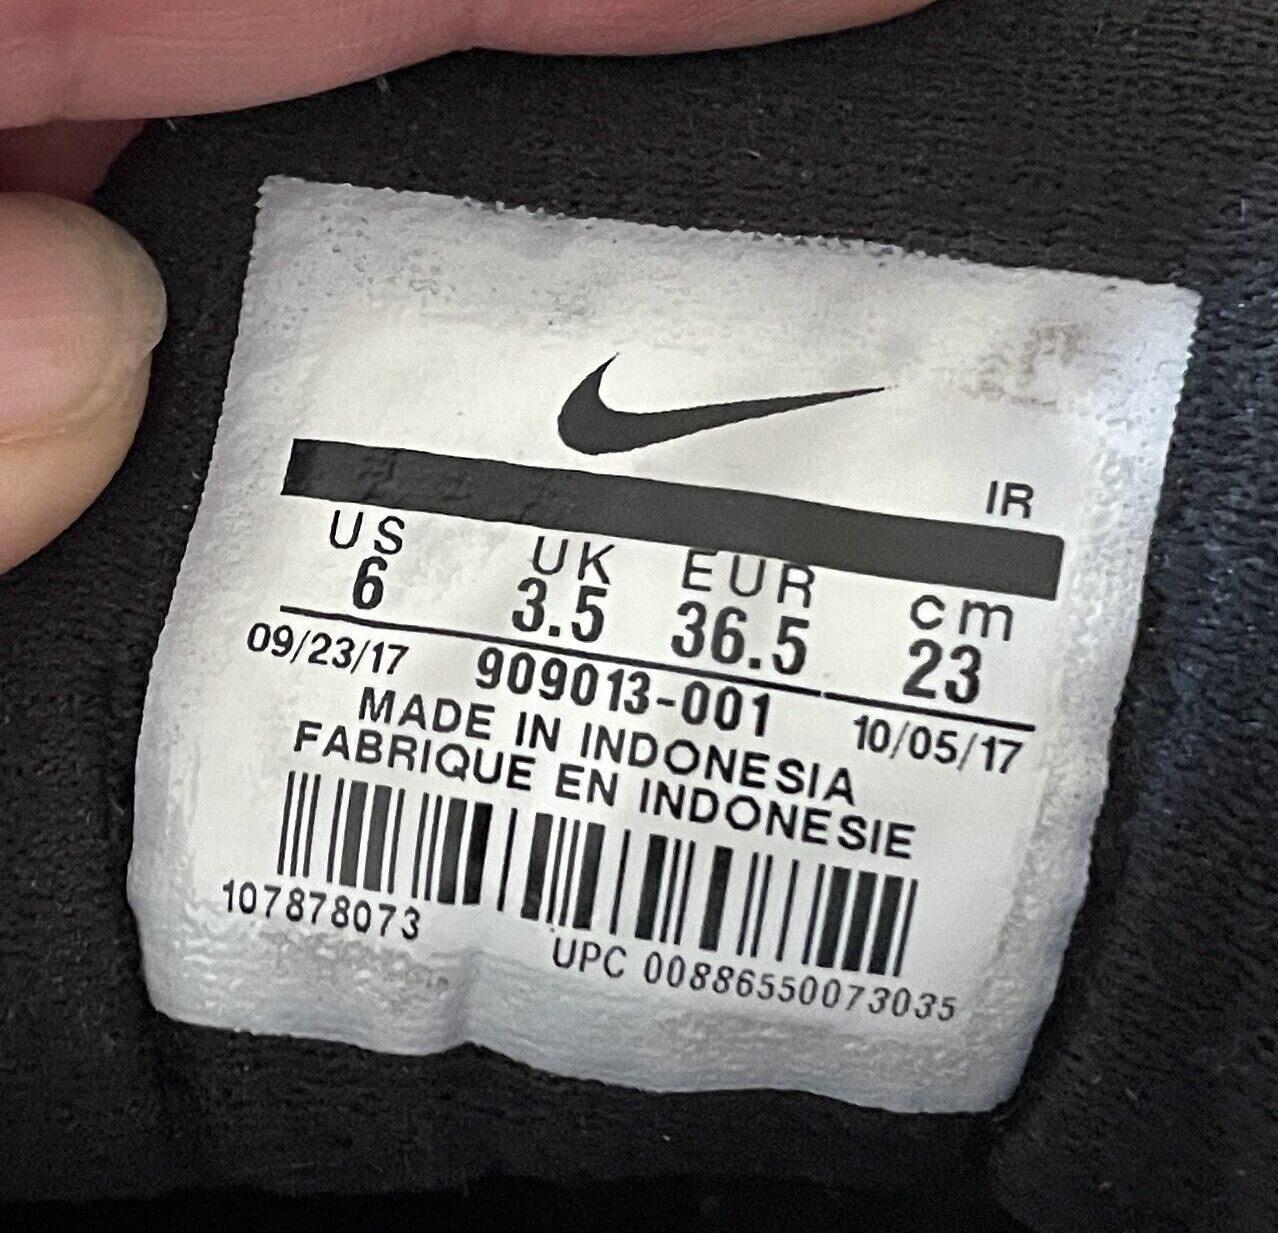 IR
US UK EUR cm
6 3.5 36.5 23
09/23/17 909013-001 10/05/17
MADE IN INDONESIA
FABRIQUE EN INDONESIE
107878073 UPC 00886550073035